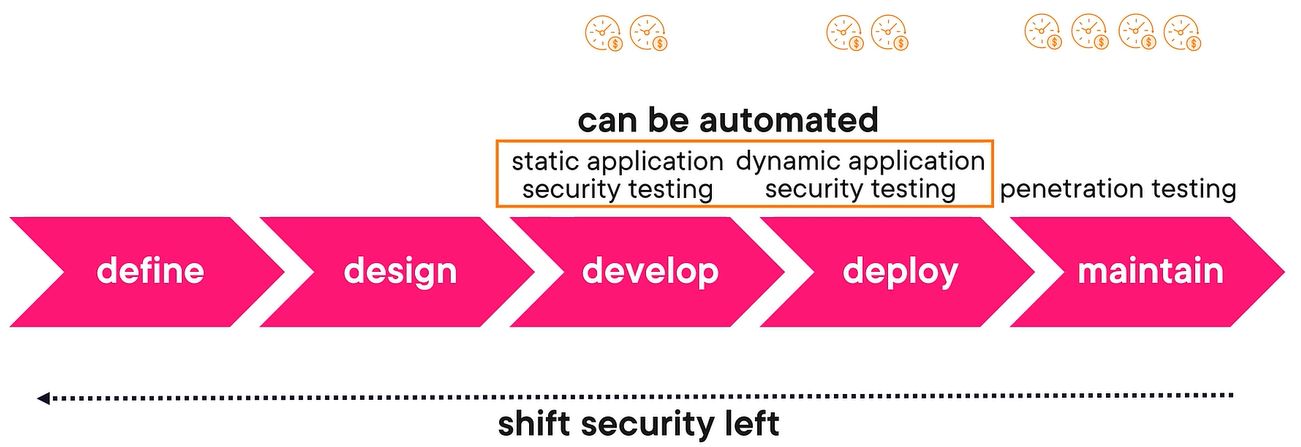 $ $ $ $ $ $ $ $
can be automated
static application dynamic application
security testing security testing penetration testing
define design develop deploy maintain
shift security left